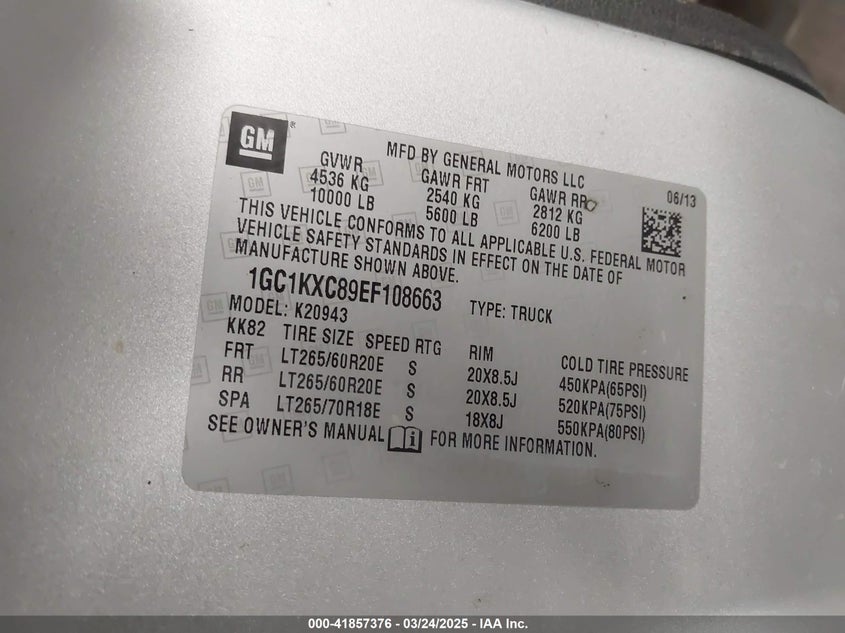 GM
®
MFD BY GENERAL MOTORS LLC
06/13
GVWR GAWR FRT GAWR RR
4536 KG 2540 KG 2812 KG
10000 LB 5600 LB 6200 LB
THIS VEHICLE CONFORMS TO ALL APPLICABLE U.S. FEDERAL MOTOR
VEHICLE SAFETY STANDARDS IN EFFECT ON THE DATE OF
MANUFACTURE SHOWN ABOVE.
1GC1KXC89EF108663 TYPE: TRUCK
MODEL: K20943
KK82 TIRE SIZE SPEED RTG RIM COLD TIRE PRESSURE
FRT LT265/60R20E S 20X8.5J 450KPA(65PSI)
RR LT265/60R20E S 20X8.5J 520KPA(75PSI)
SPA LT265/70R18E S 18X8J 550KPA(80PSI)
SEE OWNER'S MANUAL i FOR MORE INFORMATION.
000-41857376 - 03/24/2025 - IAA Inc.